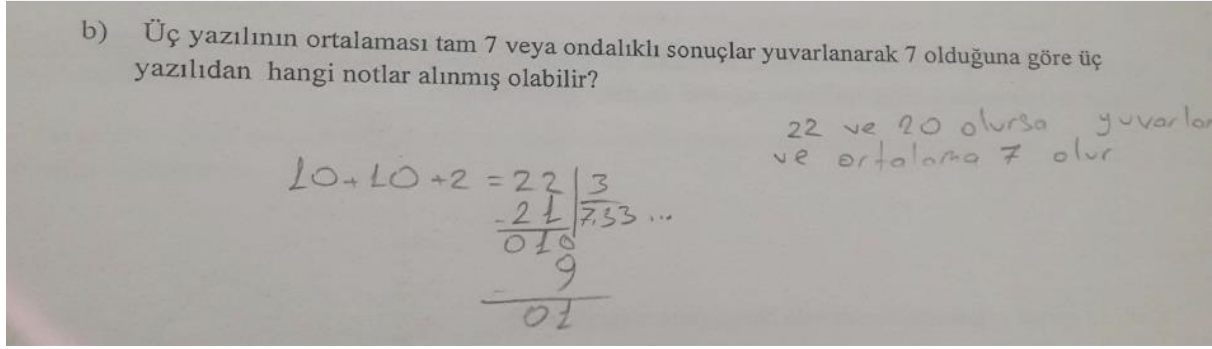 b) Üç yazılının ortalaması tam 7 veya ondalıklı sonuçlar yuvarlanarak 7 olduğuna göre üç
yazılıdan hangi notlar alınmış olabilir?
22 ve 20 olursa yuvarlan
ve ortalama 7 olur
10+10+2 = 22 | 3
- 21 | 7,33 ...
010
- 9
01